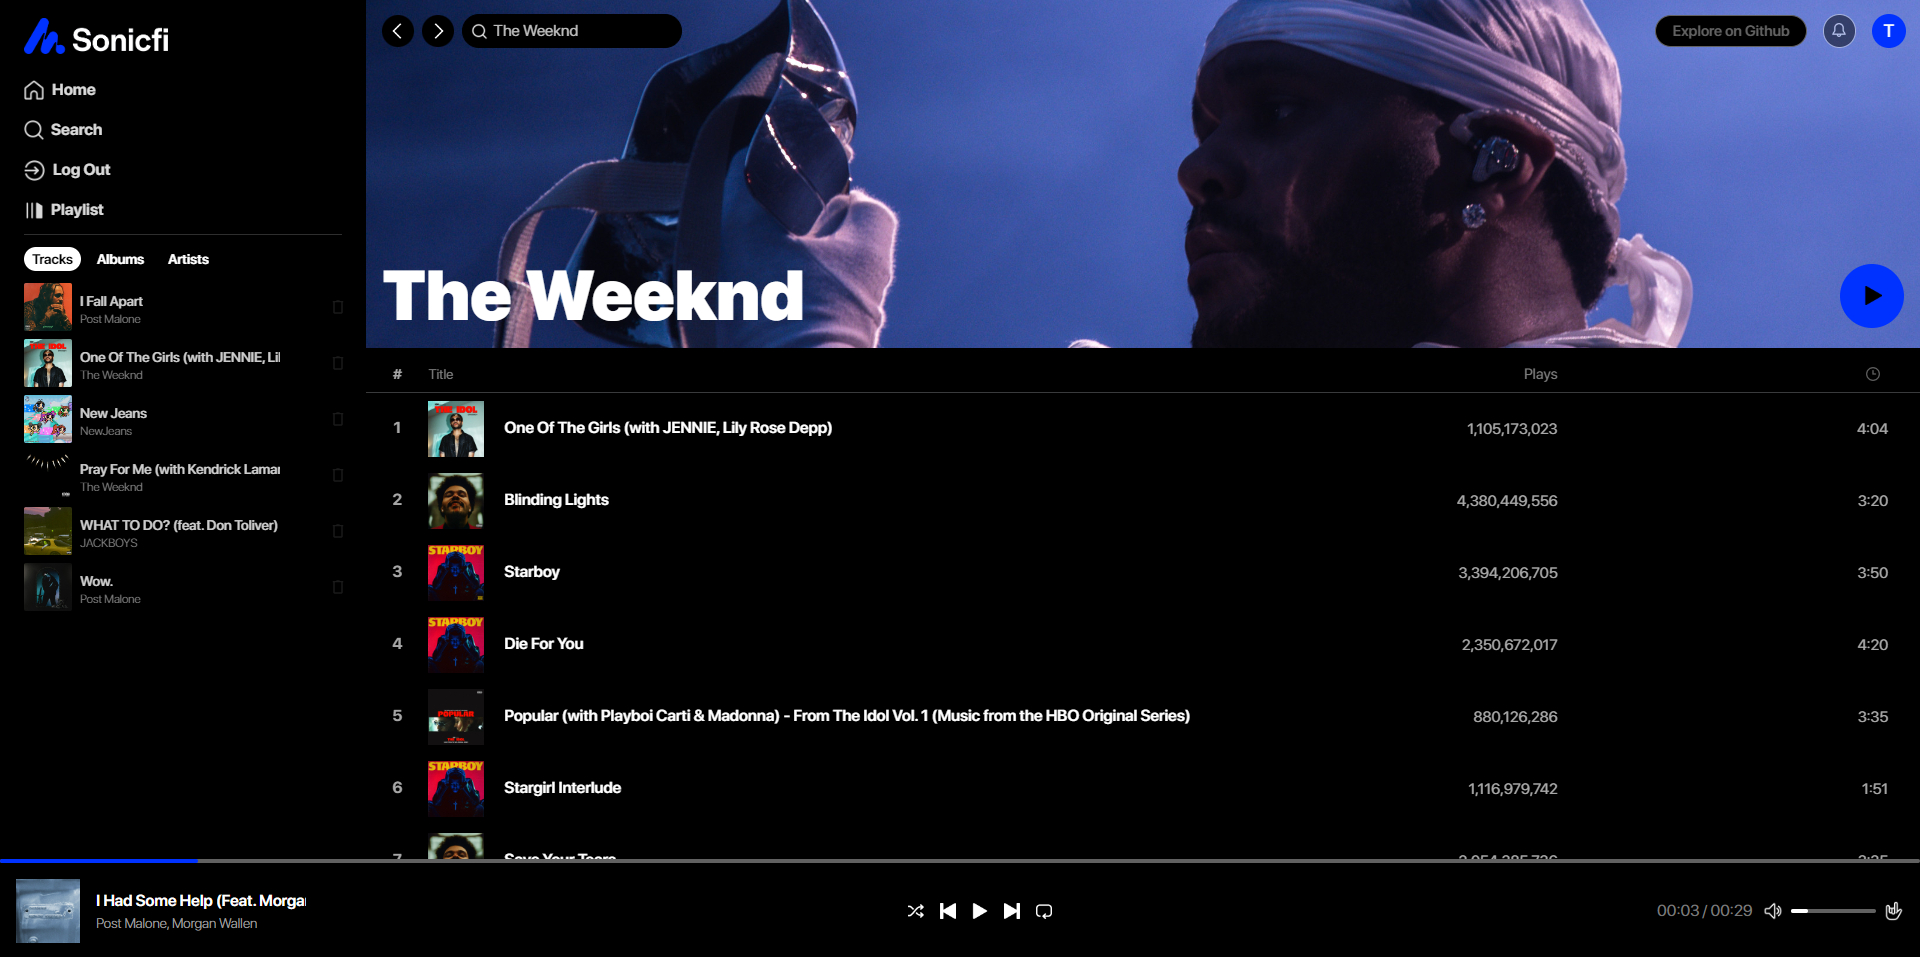 Sonicfi
Home
Search
Log Out
Playlist
Tracks Albums Artists
I Fall Apart
Post Malone
One Of The Girls (with JENNIE, Lil
The Weeknd
New Jeans
NewJeans
Pray For Me (with Kendrick Lamar
The Weeknd
WHAT TO DO? (feat. Don Toliver)
JACKBOYS
Wow.
Post Malone
The Weeknd
Explore on Github
T
The Weeknd
# Title Plays
1 One Of The Girls (with JENNIE, Lily Rose Depp) 1,105,173,023 4:04
2 Blinding Lights 4,380,449,556 3:20
3 Starboy 3,394,206,705 3:50
4 Die For You 2,350,672,017 4:20
5 Popular (with Playboi Carti & Madonna) - From The Idol Vol. 1 (Music from the HBO Original Series) 880,126,286 3:35
6 Stargirl Interlude 1,116,979,742 1:51
7 Save Your Tears
I Had Some Help (Feat. Morgan
Post Malone, Morgan Wallen
00:03 / 00:29